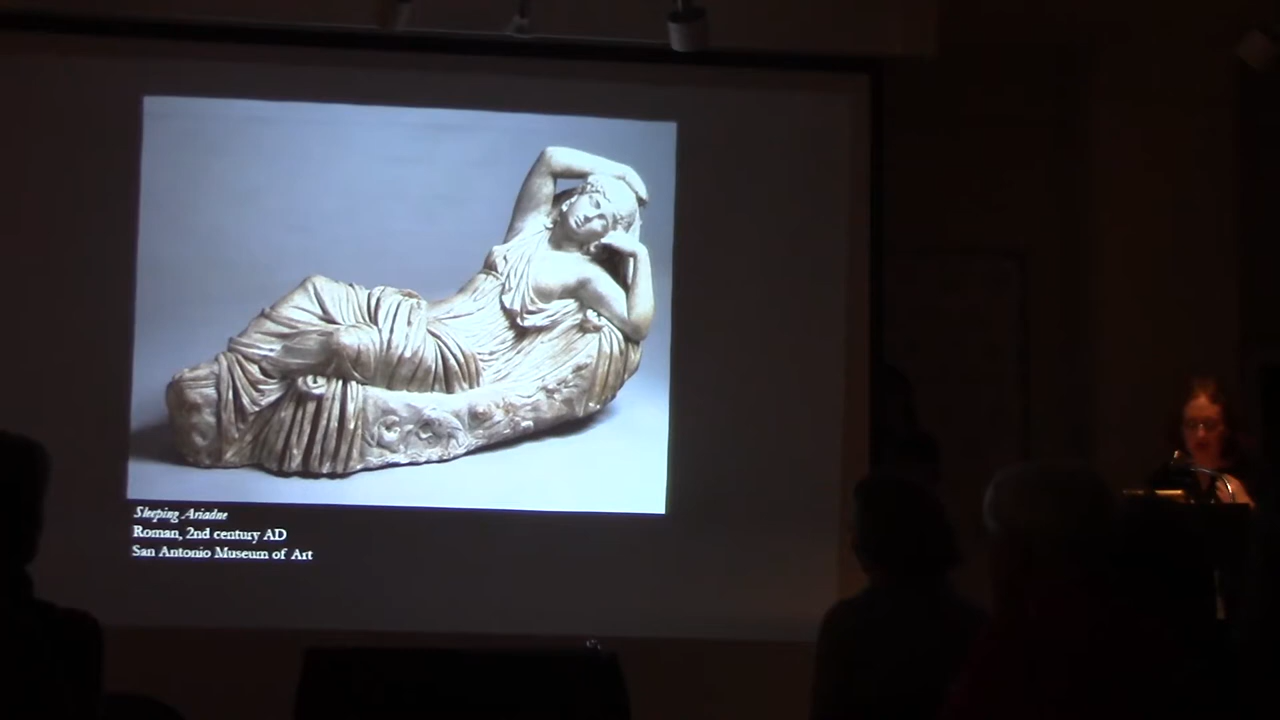 Sleeping Ariadne
Roman, 2nd century AD
San Antonio Museum of Art